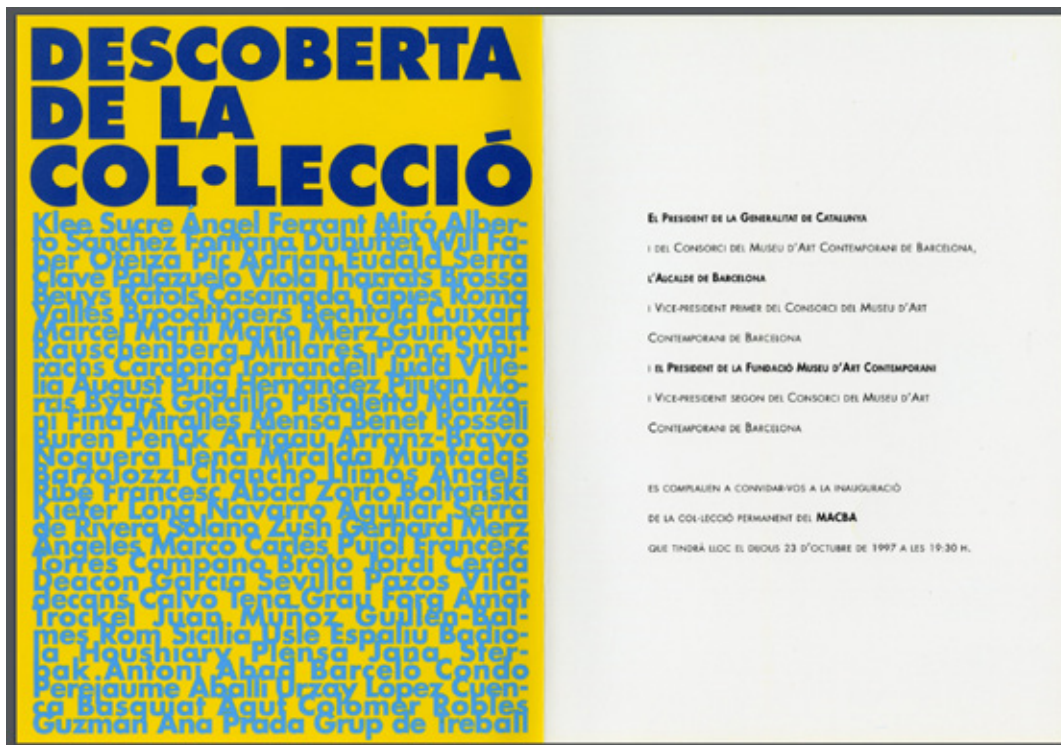 DESCOBERTA
DE LA
COL·LECCIÓ
Klee Sucre Àngel Ferrant Miró Alber-
to Sánchez Fontana Dubuffet Will Fa-
ber Oteiza Pic Adrian Eudald Serra
Clavé Palazuelo Viola Tharrats Brossa
Beuys Ràfols Casamada Tàpies Romà
Vallès Broodthaers Bechtold Cuixart
Marcel Martí Mario Merz Guinovart
Rauschenberg Millares Ponç Subi-
rachs Cardona Torrandell Judd Ville-
lia August Puig Hernández Pijuan Mo-
ras Byars Gordillo Pistoletto Manzo-
ni Fina Miralles Mensa Benet Rossell
Buren Penck Artigau Arranz-Bravo
Noguera Llena Miralda Muntadas
Bartolozzi Chancho Llimós Àngels
Ribé Francesc Abad Zorio Boltanski
Kiefer Long Navarro Aguilar Serra
de Rivera Solano Zush Gerhard Merz
Àngeles Marco Carles Pujol Francesc
Torres Campano Broto Jordi Cerdà
Deacon García Sevilla Pazos Vila-
decans Calvo Tena Grau Farg Amat
Trockel Juan Muñoz Guillén-Bal-
mes Rom Sicilia Uslé Espaliu Badio-
la Houshiary Plensa Jana Ster-
bak Antoni Abad Barceló Condo
Perejaume Aballí Urzay López Cuen-
ca Basquiat Agut Colomer Robles
Guzmán Ana Prada Grup de Treball
El President de la Generalitat de Catalunya
i del Consorci del Museu d'Art Contemporani de Barcelona,
l'Alcalde de Barcelona
i Vice-president primer del Consorci del Museu d'Art
Contemporani de Barcelona
i el President de la Fundació Museu d'Art Contemporani
i Vice-president segon del Consorci del Museu d'Art
Contemporani de Barcelona
es complauen a convidar-vos a la inauguració
de la col·lecció permanent del MACBA
que tindrà lloc el dijous 23 d'octubre de 1997 a les 19:30 h.